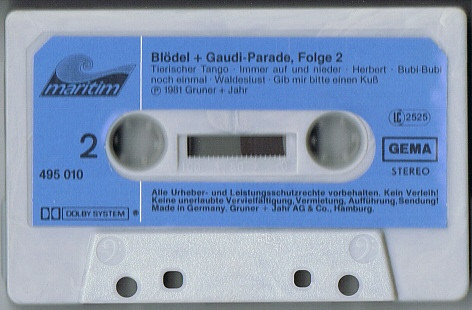 Blödel + Gaudi-Parade, Folge 2
Tierischer Tango · Immer auf und nieder · Herbert · Bubi-Bubi
noch einmal · Waldeslust · Gib mir bitte einen Kuß
Ⓟ 1981 Gruner + Jahr
maritim
LC 2525
2
GEMA
495 010
STEREO
Alle Urheber- und Leistungsschutzrechte vorbehalten. Kein Verleih!
Keine unerlaubte Vervielfältigung, Vermietung, Aufführung, Sendung!
Made in Germany. Gruner + Jahr AG & Co., Hamburg.
DOLBY SYSTEM ®